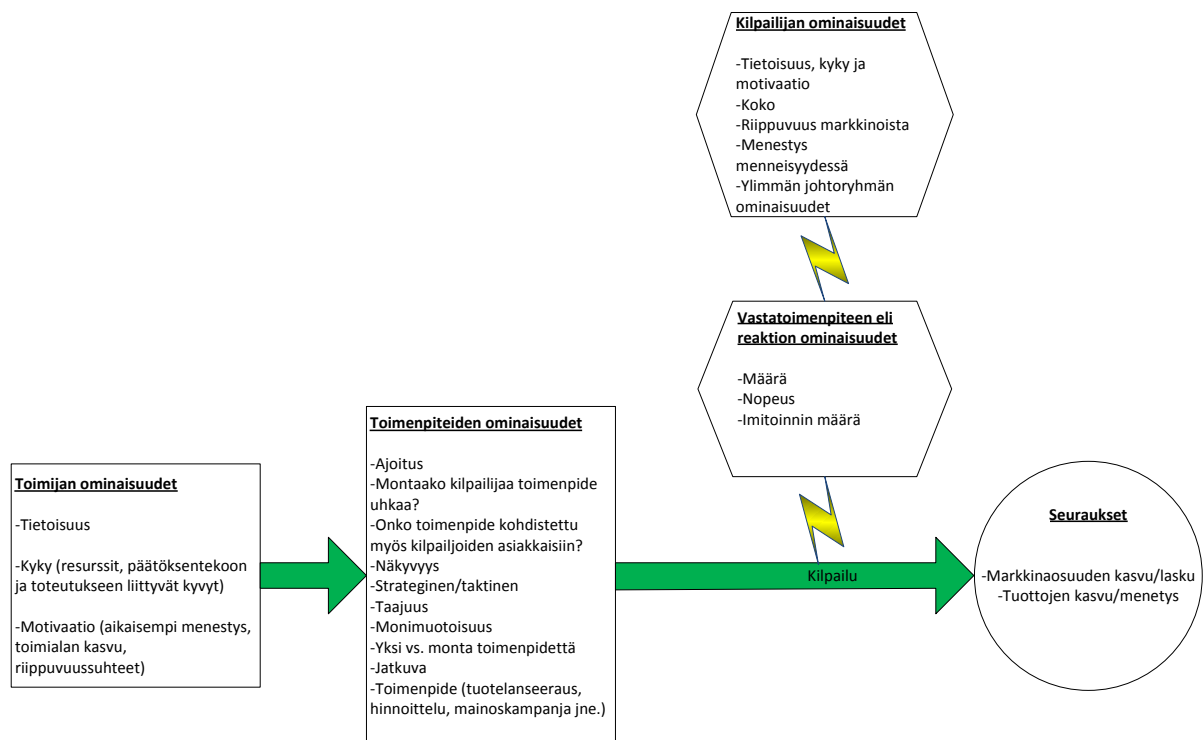 Kilpailijan ominaisuudet
-Tietoisuus, kyky ja
motivaatio
-Koko
-Riippuvuus markkinoista
-Menestys
menneisyydessä
-Ylimmän johtoryhmän
ominaisuudet
Vastatoimenpiteen eli
reaktion ominaisuudet
-Määrä
-Nopeus
-Imitoinnin määrä
Toimijan ominaisuudet
-Tietoisuus
-Kyky (resurssit, päätöksentekoon
ja toteutukseen liittyvät kyvyt)
-Motivaatio (aikaisempi menestys,
toimialan kasvu,
riippuvuussuhteet)
Toimenpiteiden ominaisuudet
-Ajoitus
-Montaako kilpailijaa toimenpide
uhkaa?
-Onko toimenpide kohdistettu
myös kilpailjoiden asiakkaisiin?
-Näkyvyys
-Strateginen/taktinen
-Taajuus
-Monimuotoisuus
-Yksi vs. monta toimenpidettä
-Jatkuva
-Toimenpide (tuotelanseeraus,
hinnoittelu, mainoskampanja jne.)
Kilpailu
Seuraukset
-Markkinaosuuden kasvu/lasku
-Tuottojen kasvu/menetys